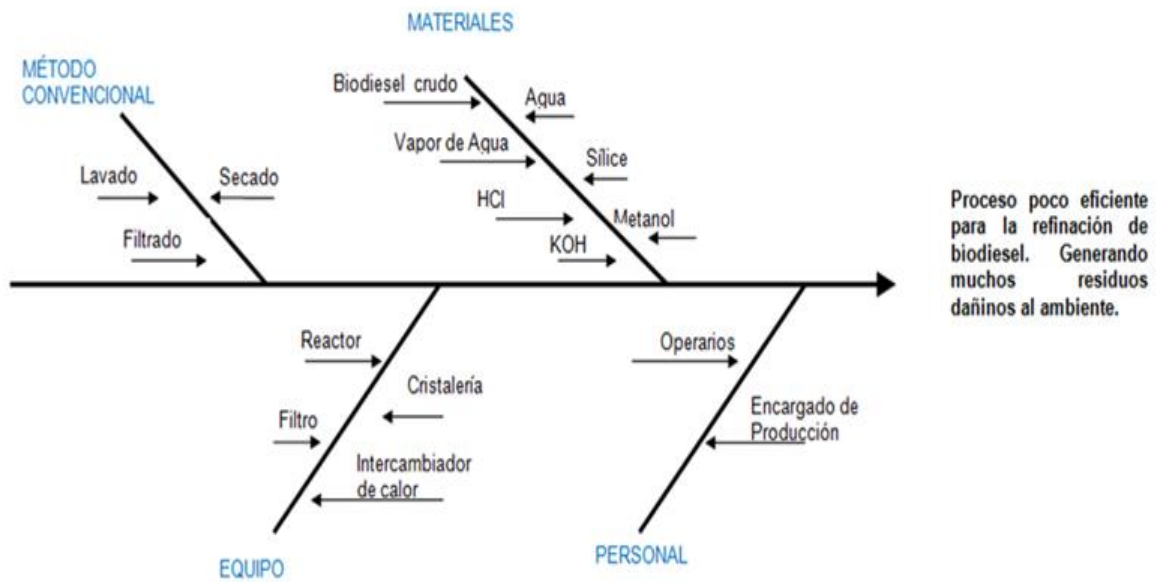 MATERIALES
MÉTODO
CONVENCIONAL
Biodiesel crudo
Agua
Vapor de Agua
Sílice
Lavado
Secado
HCl
Metanol
Filtrado
KOH
Proceso poco eficiente
para la refinación de
biodiesel. Generando
muchos residuos
dañinos al ambiente.
Reactor
Operarios
Cristalería
Filtro
Encargado de
Producción
Intercambiador
de calor
EQUIPO
PERSONAL